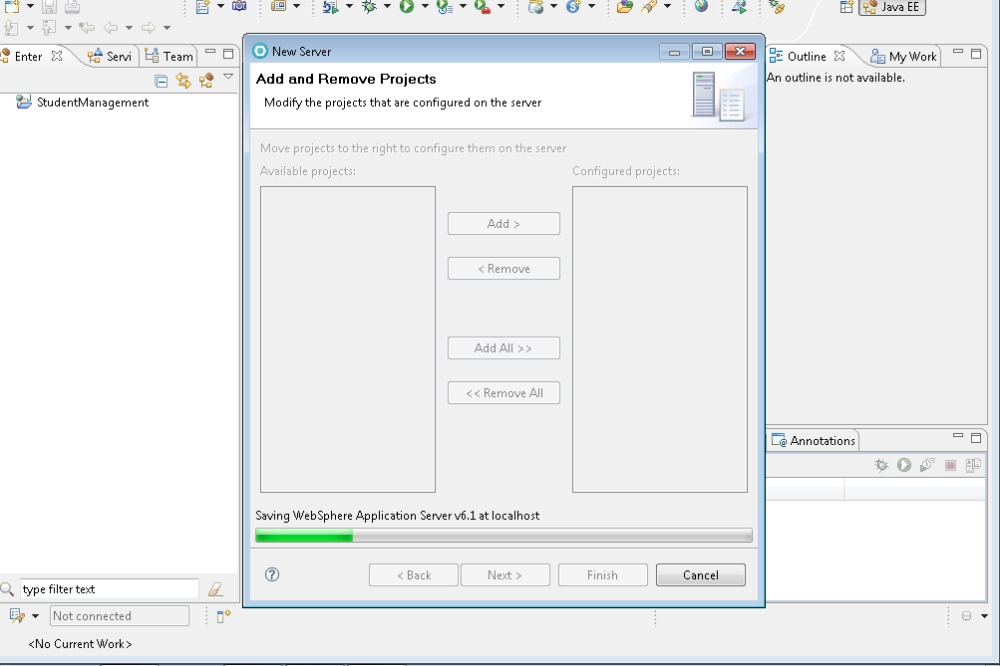 Java EE
Enter
Servi
Team
New Server
Outline
My Work
Add and Remove Projects
An outline is not available.
Modify the projects that are configured on the server
StudentManagement
Move projects to the right to configure them on the server
Available projects:
Configured projects:
Add >
< Remove
Add All >>
<< Remove All
Annotations
Saving WebSphere Application Server v6.1 at localhost
< Back
Next >
Finish
Cancel
type filter text
Not connected
<No Current Work>